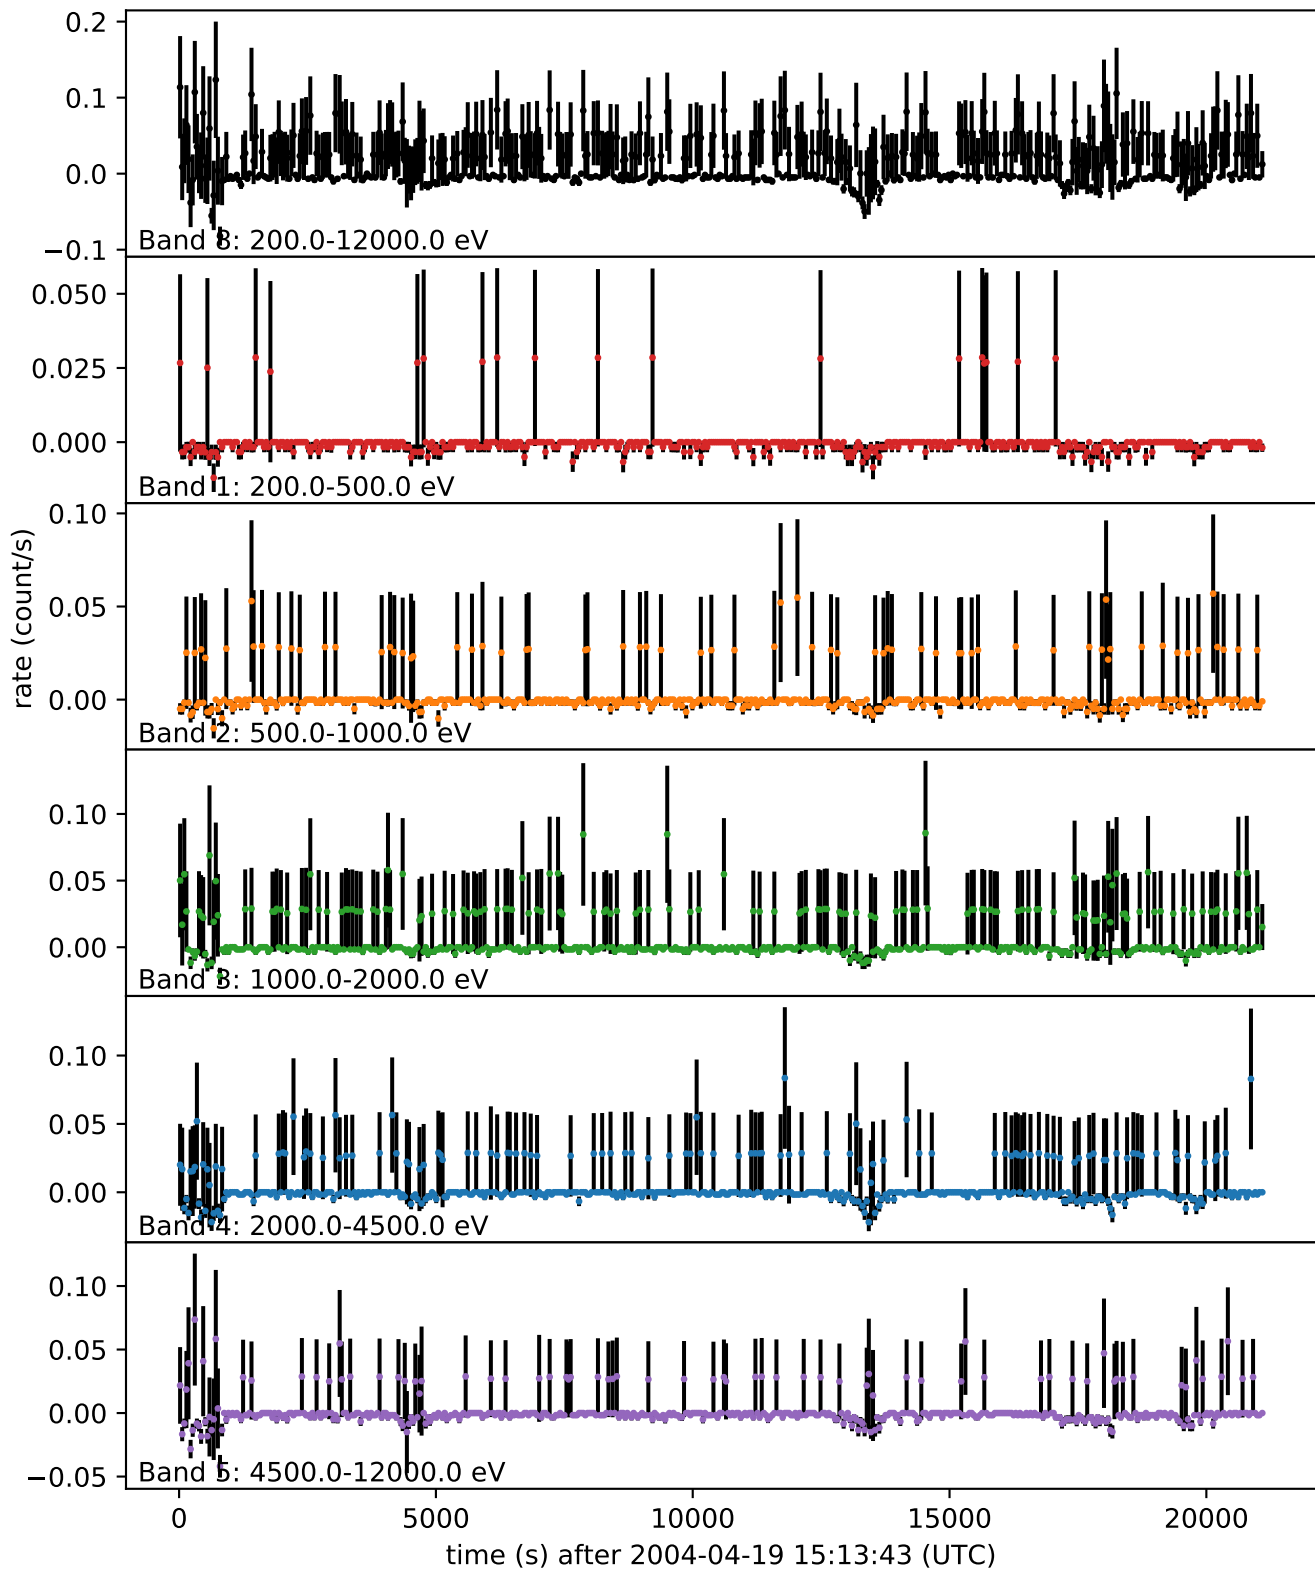 0.2
0.1
0.0
−0.1
Band 8: 200.0-12000.0 eV
0.050
0.025
0.000
Band 1: 200.0-500.0 eV
0.10
0.05
0.00
Band 2: 500.0-1000.0 eV
0.10
0.05
0.00
Band 3: 1000.0-2000.0 eV
0.10
0.05
0.00
Band 4: 2000.0-4500.0 eV
0.10
0.05
0.00
−0.05
Band 5: 4500.0-12000.0 eV
rate (count/s)
0 5000 10000 15000 20000
time (s) after 2004-04-19 15:13:43 (UTC)